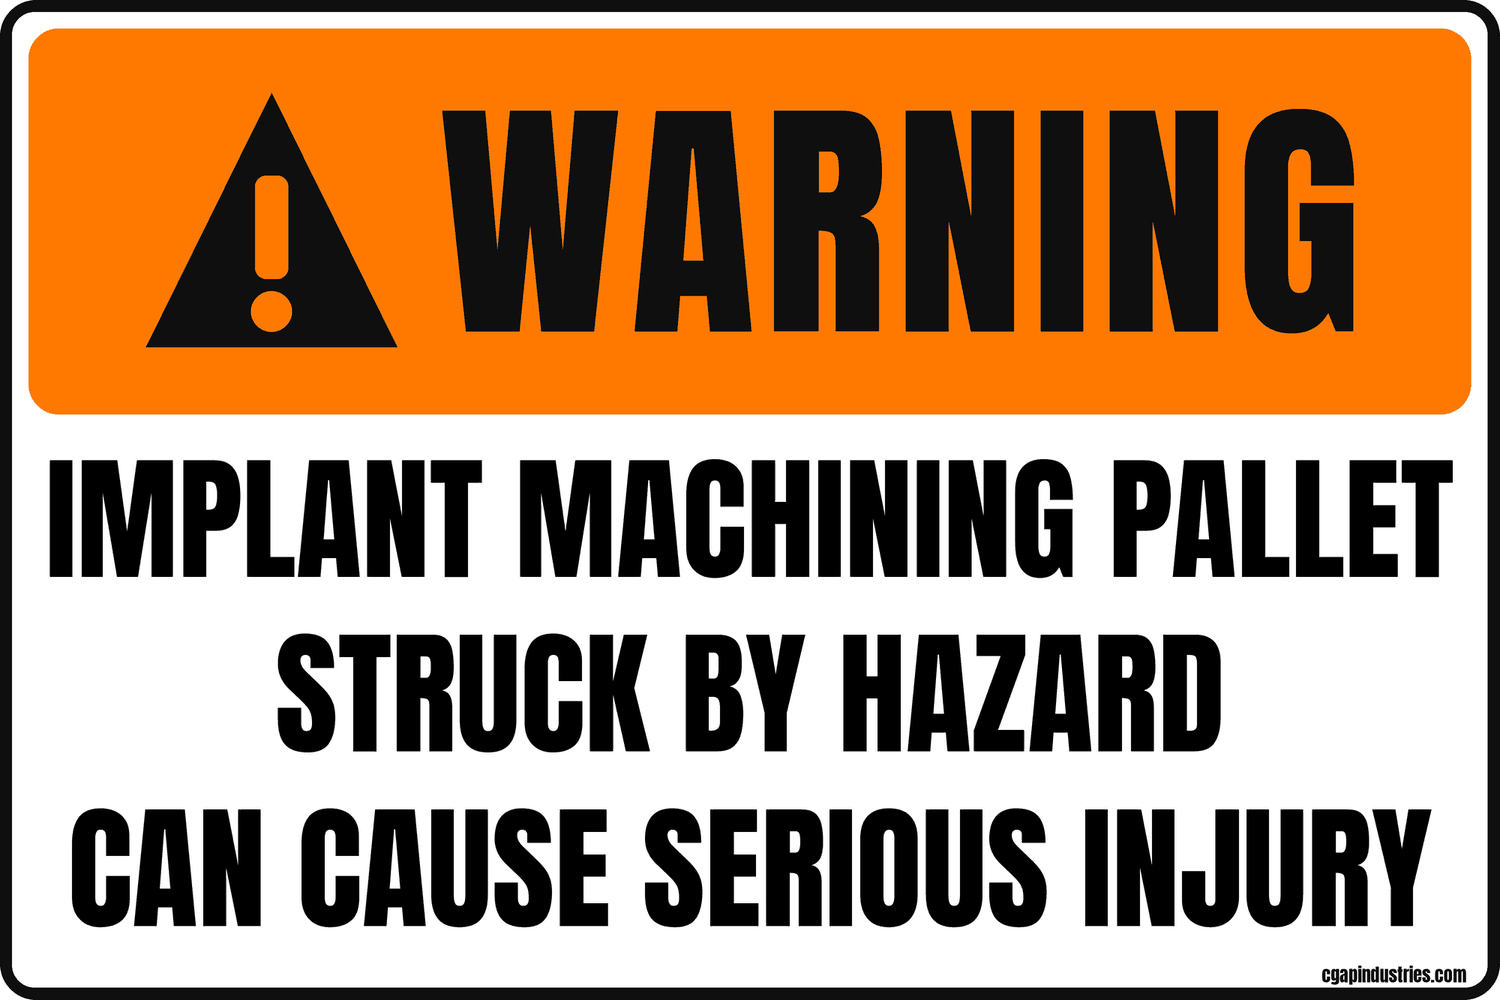 WARNING
IMPLANT MACHINING PALLET
STRUCK BY HAZARD
CAN CAUSE SERIOUS INJURY
cgapindustries.com